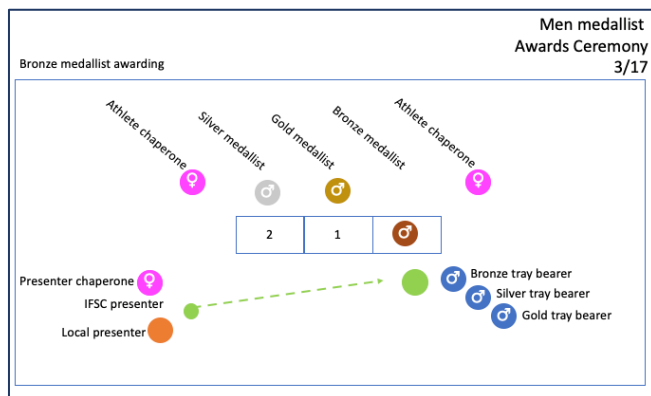 Men medallist
Awards Ceremony
3/17
Bronze medallist awarding
Athlete chaperone
Silver medallist
Gold medallist
Bronze medallist
Athlete chaperone
2
1
Presenter chaperone
IFSC presenter
Local presenter
Bronze tray bearer
Silver tray bearer
Gold tray bearer